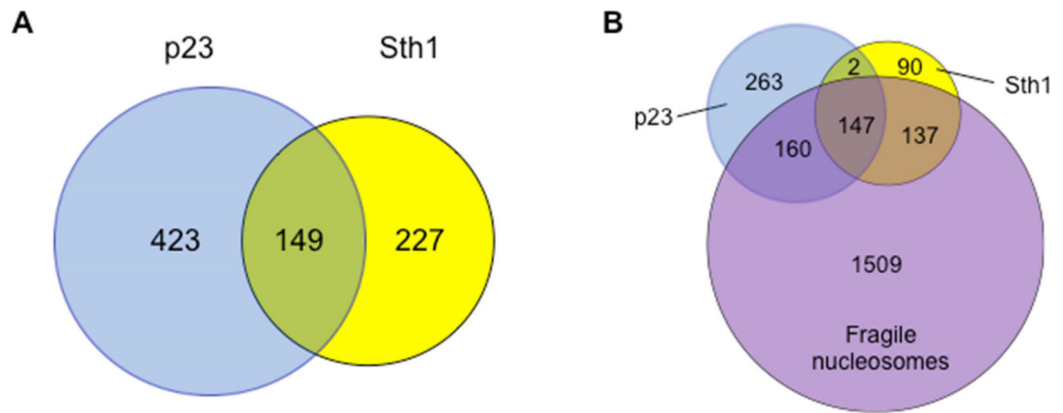 A
p23
Sth1
423
149
227
B
263
2
90
Sth1
p23
160
147
137
1509
Fragile
nucleosomes